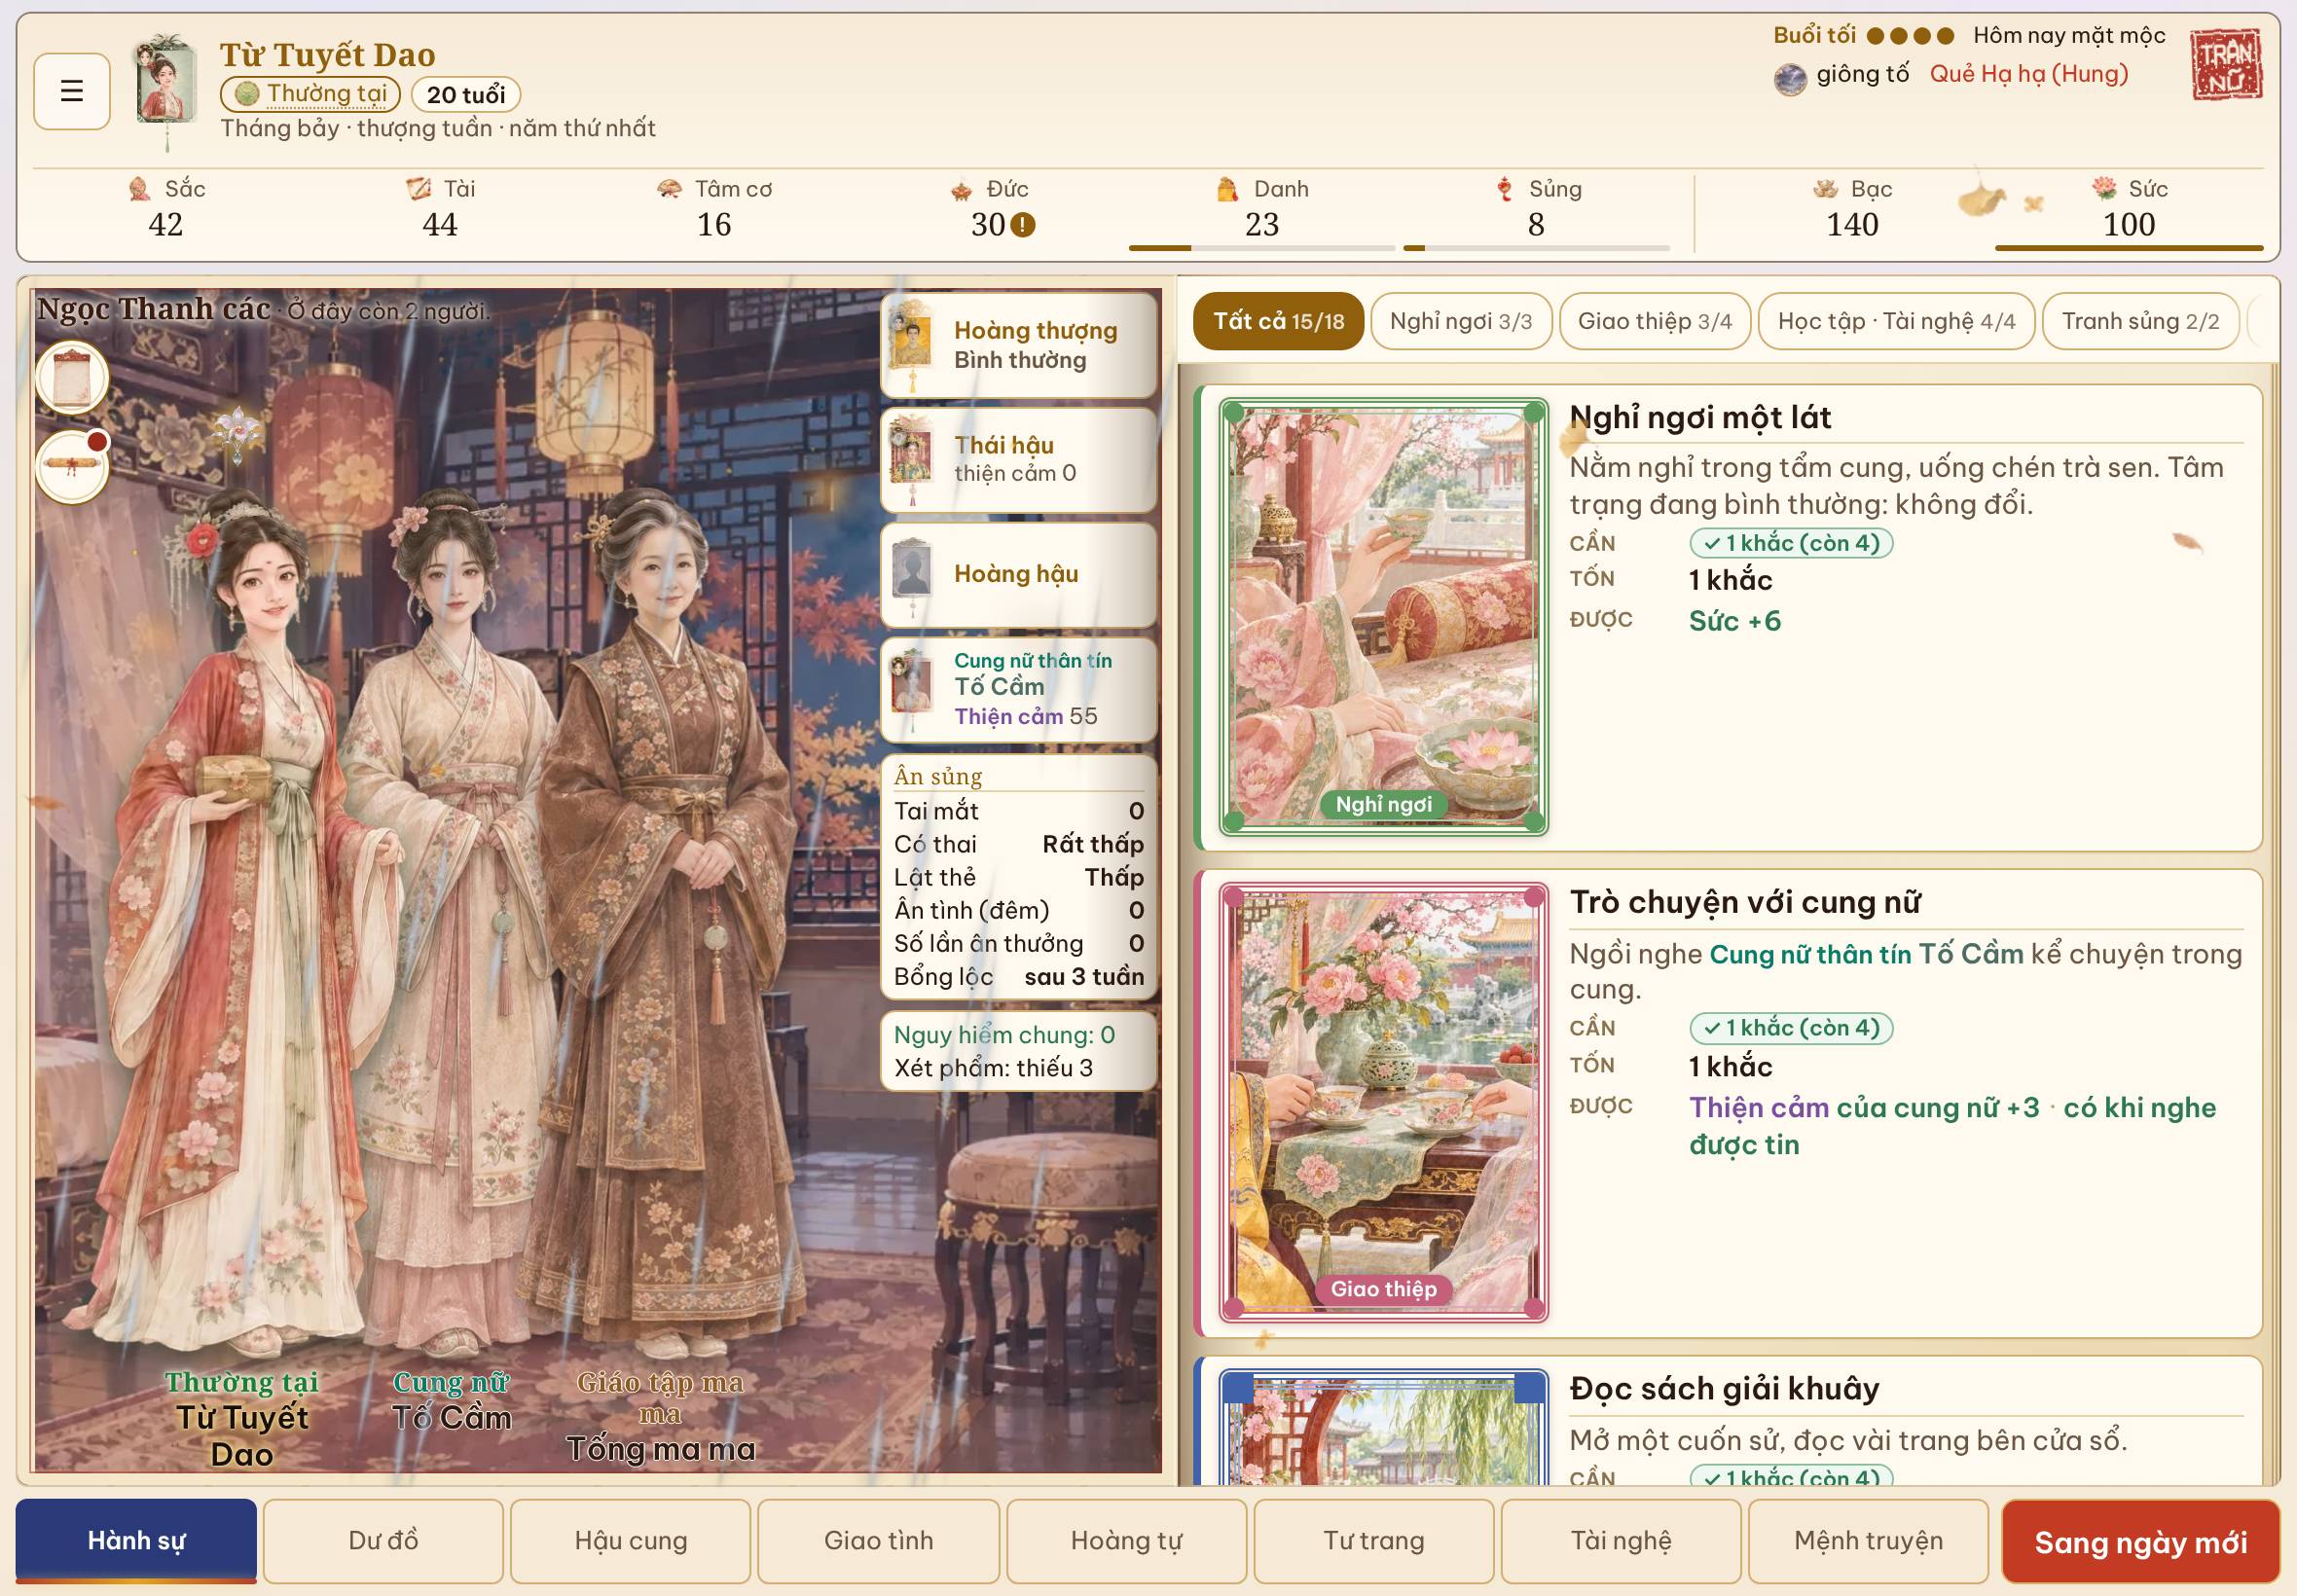 ☰
Từ Tuyết Dao
Thường tại
20 tuổi
Tháng bảy · thượng tuần · năm thứ nhất
Buổi tối
Hôm nay mặt mộc
giông tố
Quẻ Hạ hạ (Hung)
TRÂN
NỮ
Sắc
42
Tài
44
Tâm cơ
16
Đức
30 !
Danh
23
Sủng
8
Bạc
140
Sức
100
Ngọc Thanh các · Ở đây còn 2 người.
Hoàng thượng
Bình thường
Thái hậu
thiện cảm 0
Hoàng hậu
Cung nữ thân tín
Tố Cầm
Thiện cảm 55
Ân sủng
Tai mắt 0
Có thai Rất thấp
Lật thẻ Thấp
Ân tình (đêm) 0
Số lần ân thưởng 0
Bổng lộc sau 3 tuần
Nguy hiểm chung: 0
Xét phẩm: thiếu 3
Thường tại
Từ Tuyết
Dao
Cung nữ
Tố Cầm
Giáo tập ma
ma
Tống ma ma
Tất cả 15/18
Nghỉ ngơi 3/3
Giao thiệp 3/4
Học tập · Tài nghệ 4/4
Tranh sủng 2/2
Nghỉ ngơi
Nghỉ ngơi một lát
Nằm nghỉ trong tẩm cung, uống chén trà sen. Tâm
trạng đang bình thường: không đổi.
CẦN ✓ 1 khắc (còn 4)
TỐN 1 khắc
ĐƯỢC Sức +6
Giao thiệp
Trò chuyện với cung nữ
Ngồi nghe Cung nữ thân tín Tố Cầm kể chuyện trong
cung.
CẦN ✓ 1 khắc (còn 4)
TỐN 1 khắc
ĐƯỢC Thiện cảm của cung nữ +3 · có khi nghe
được tin
Đọc sách giải khuây
Mở một cuốn sử, đọc vài trang bên cửa sổ.
CẦN ✓ 1 khắc (còn 4)
Hành sự
Dư đồ
Hậu cung
Giao tình
Hoàng tự
Tư trang
Tài nghệ
Mệnh truyện
Sang ngày mới